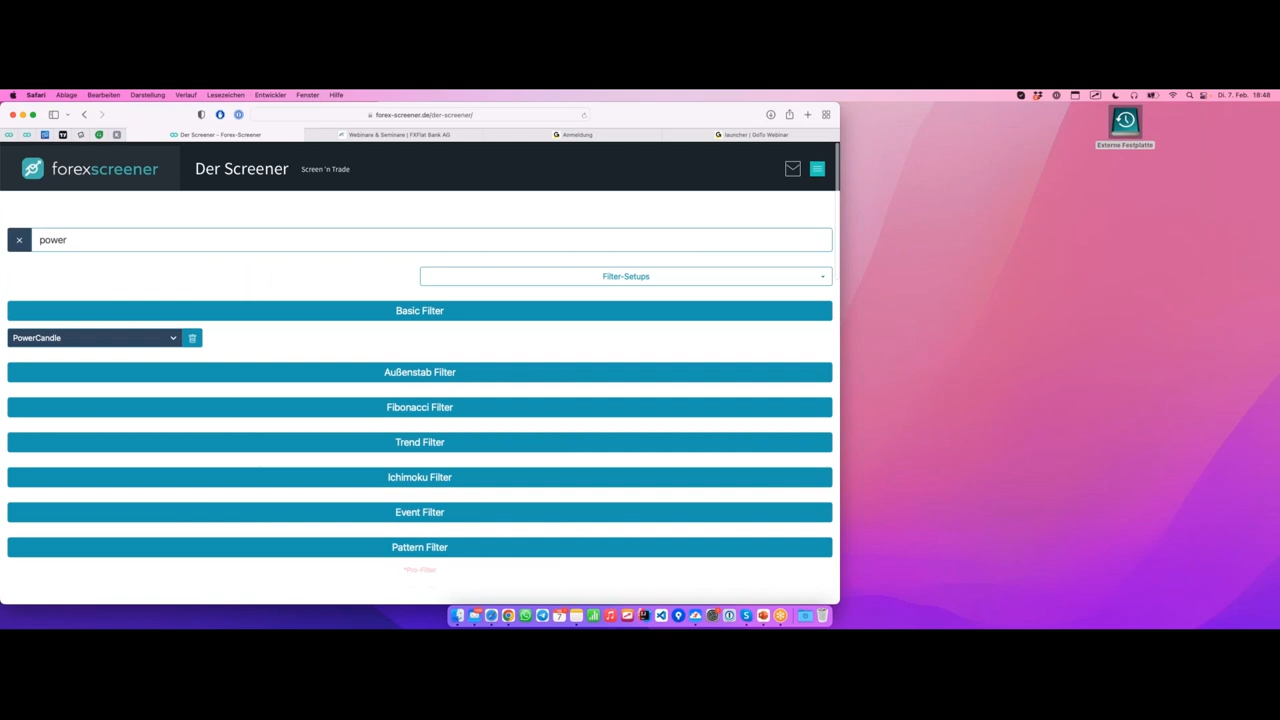 Safari Ablage Bearbeiten Darstellung Verlauf Lesezeichen Entwickler Fenster Hilfe Di. 7. Feb. 18:48
forex-screener.de/der-screener/
Der Screener - Forex-Screener Webinare & Seminare | FXFlat Bank AG Anmeldung launcher | GoTo Webinar
Externe Festplatte
forexscreener Der Screener Screen 'n Trade
power
Filter-Setups
Basic Filter
PowerCandle
Außenstab Filter
Fibonacci Filter
Trend Filter
Ichimoku Filter
Event Filter
Pattern Filter
*Pro-Filter